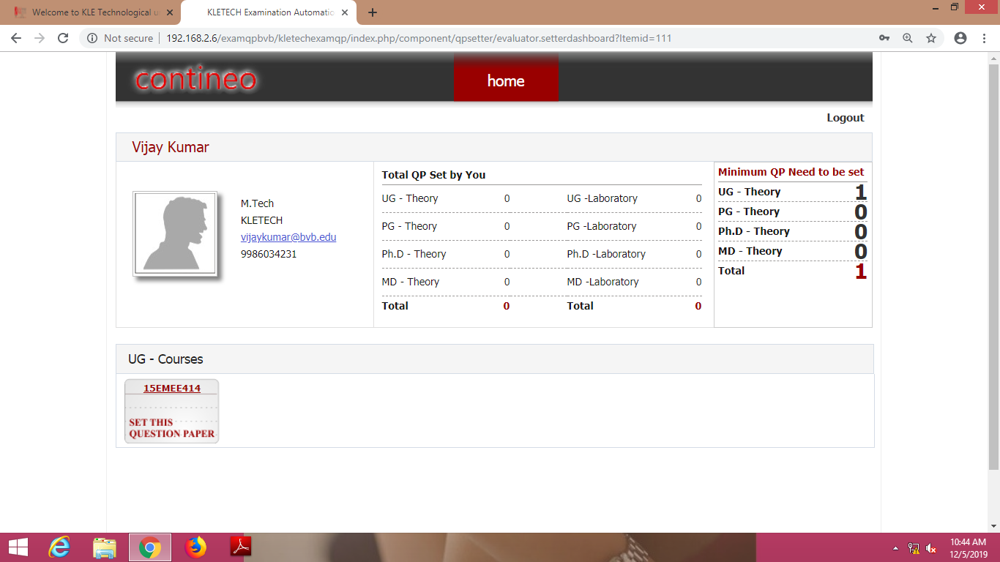 Welcome to KLE Technological u
KLETECH Examination Automatio
Not secure
192.168.2.6/examqpbvb/kletechexamqp/index.php/component/qpsetter/evaluator.setterdashboard?Itemid=111
contineo
home
Logout
Vijay Kumar
M.Tech
KLETECH
vijaykumar@bvb.edu
9986034231
Total QP Set by You
UG - Theory 0 UG -Laboratory 0
PG - Theory 0 PG -Laboratory 0
Ph.D - Theory 0 Ph.D -Laboratory 0
MD - Theory 0 MD -Laboratory 0
Total 0 Total 0
Minimum QP Need to be set
UG - Theory 1
PG - Theory 0
Ph.D - Theory 0
MD - Theory 0
Total 1
UG - Courses
15EMEE414
SET THIS
QUESTION PAPER
10:44 AM
12/5/2019